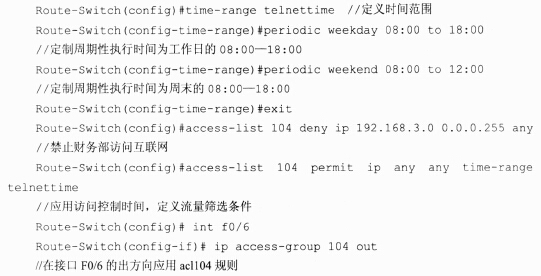 Route-Switch(config)#time-range telnettime //定义时间范围
Route-Switch(config-time-range)#periodic weekday 08:00 to 18:00
//定制周期性执行时间为工作日的 08:00—18:00
Route-Switch(config-time-range)#periodic weekend 08:00 to 12:00
//定制周期性执行时间为周末的 08:00—18:00
Route-Switch(config-time-range)#exit
Route-Switch(config)#access-list 104 deny ip 192.168.3.0 0.0.0.255 any
//禁止财务部访问互联网
Route-Switch(config)#access-list 104 permit ip any any time-range
telnettime
//应用访问控制时间，定义流量筛选条件
Route-Switch(config)# int f0/6
Route-Switch(config-if)# ip access-group 104 out
//在接口 F0/6 的出方向应用 acl104 规则